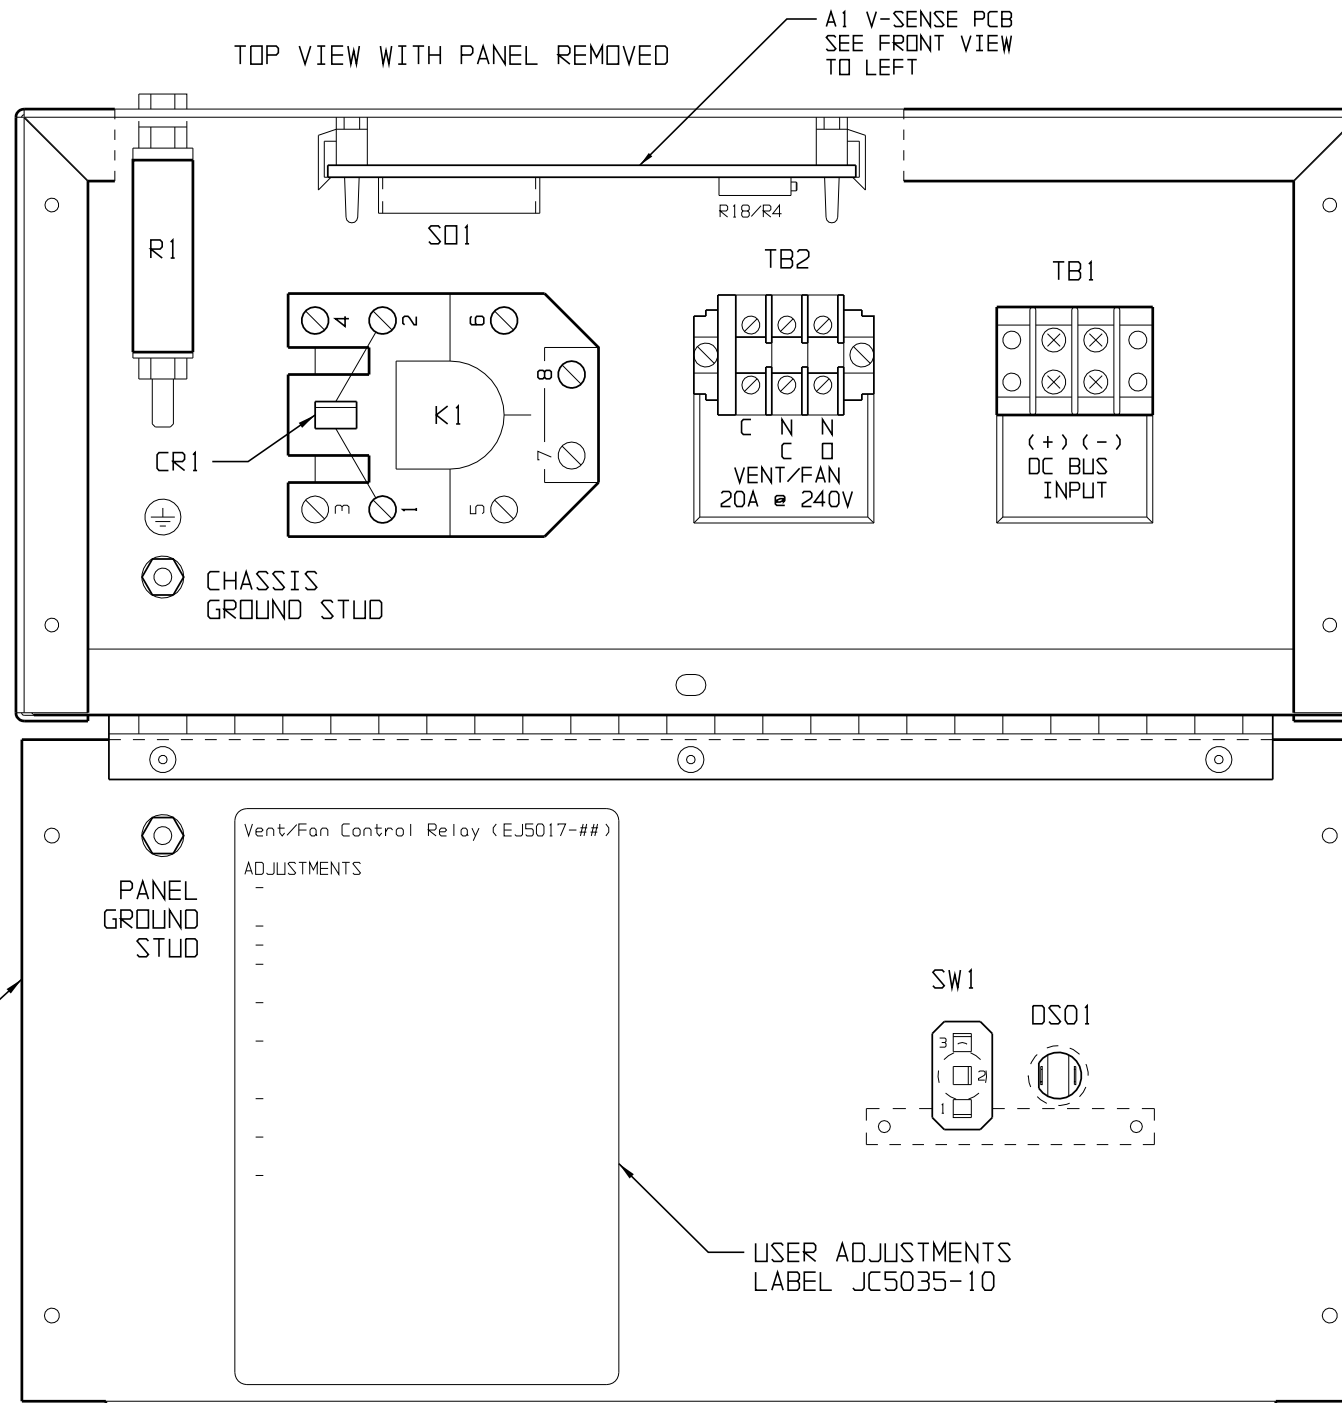 TOP VIEW WITH PANEL REMOVED
A1 V-SENSE PCB
SEE FRONT VIEW
TO LEFT
R1
SO1
R18/R4
TB2
TB1
4
2
6
8
K1
CR1
7
3
1
5
C N N
C O
VENT/FAN
20A @ 240V
(+) (-)
DC BUS
INPUT
CHASSIS
GROUND STUD
Vent/Fan Control Relay (EJ5017-##)
ADJUSTMENTS
-
-
-
-
-
-
-
-
-
PANEL
GROUND
STUD
SW1
DSO1
3
2
1
USER ADJUSTMENTS
LABEL JC5035-10